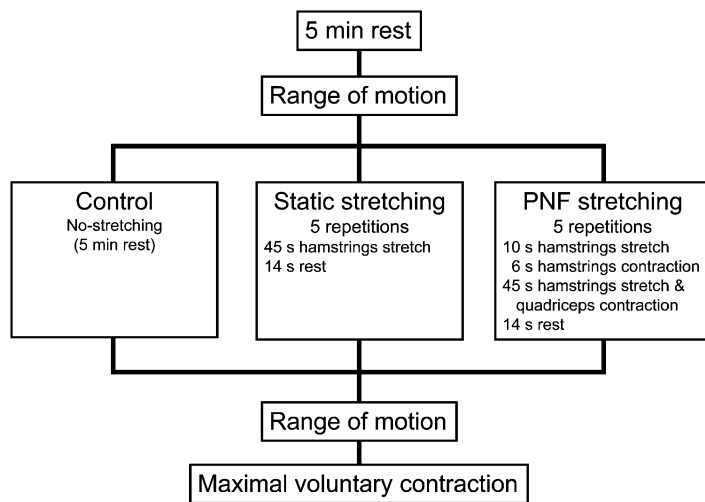 5 min rest
Range of motion
Control
No-stretching
(5 min rest)
Static stretching
5 repetitions
45 s hamstrings stretch
14 s rest
PNF stretching
5 repetitions
10 s hamstrings stretch
6 s hamstrings contraction
45 s hamstrings stretch &
quadriceps contraction
14 s rest
Range of motion
Maximal voluntary contraction